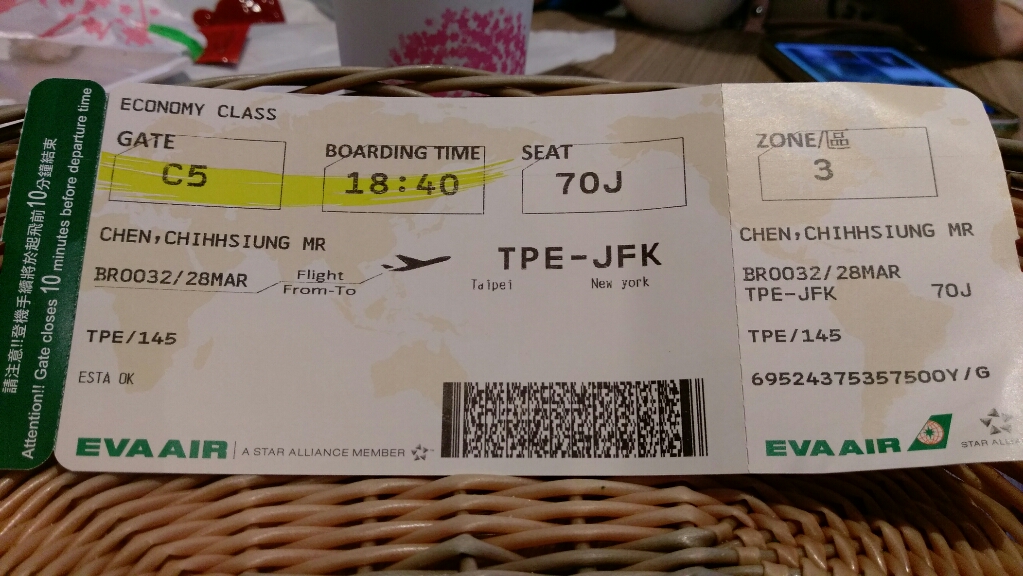 請注意!!登機手續將於起飛前10分鐘結束
Attention!! Gate closes 10 minutes before departure time
ECONOMY CLASS
GATE
C5
BOARDING TIME
18:40
SEAT
70J
CHEN,CHIHHSIUNG MR
BR0032/28MAR
Flight
From-To
TPE-JFK
Taipei New york
TPE/145
ESTA OK
EVA AIR A STAR ALLIANCE MEMBER
ZONE/區
3
CHEN,CHIHHSIUNG MR
BR0032/28MAR
TPE-JFK 70J
TPE/145
6952437535750OY/G
EVA AIR
STAR